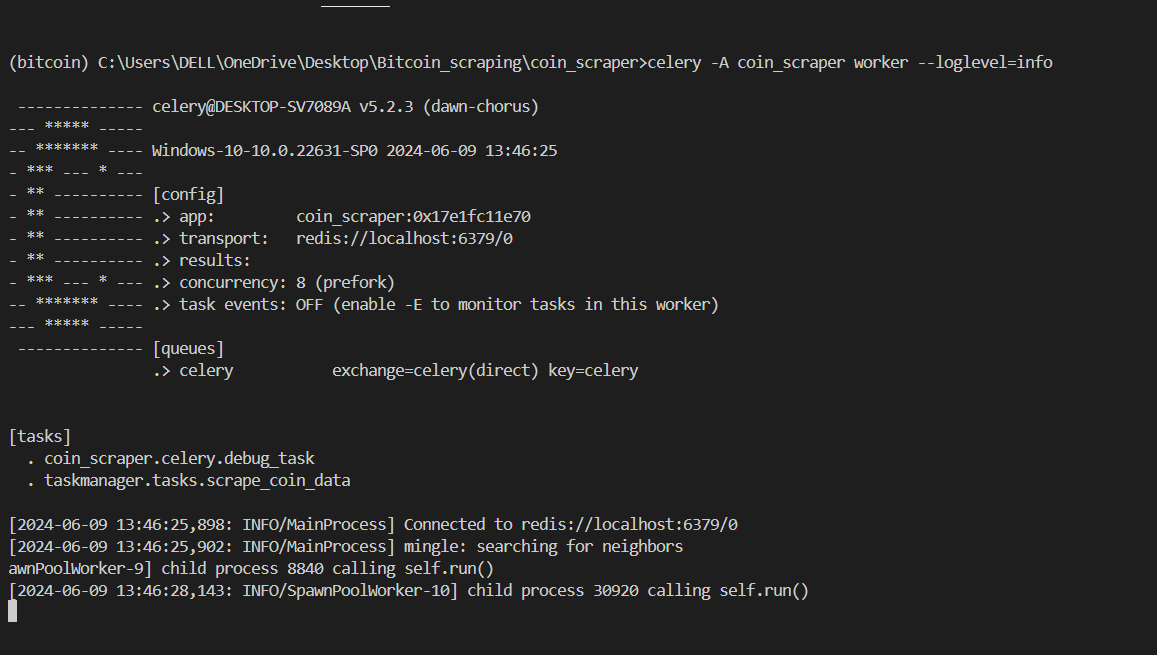 (bitcoin) C:\Users\DELL\OneDrive\Desktop\Bitcoin_scraping\coin_scraper>celery -A coin_scraper worker --loglevel=info
 -------------- celery@DESKTOP-SV7089A v5.2.3 (dawn-chorus)
--- ***** -----
-- ******* ---- Windows-10-10.0.22631-SP0 2024-06-09 13:46:25
- *** --- * ---
- ** ---------- [config]
- ** ---------- .> app:         coin_scraper:0x17e1fc11e70
- ** ---------- .> transport:   redis://localhost:6379/0
- ** ---------- .> results:
- *** --- * --- .> concurrency: 8 (prefork)
-- ******* ---- .> task events: OFF (enable -E to monitor tasks in this worker)
--- ***** -----
 -------------- [queues]
                .> celery           exchange=celery(direct) key=celery
[tasks]
  . coin_scraper.celery.debug_task
  . taskmanager.tasks.scrape_coin_data
[2024-06-09 13:46:25,898: INFO/MainProcess] Connected to redis://localhost:6379/0
[2024-06-09 13:46:25,902: INFO/MainProcess] mingle: searching for neighbors
awnPoolWorker-9] child process 8840 calling self.run()
[2024-06-09 13:46:28,143: INFO/SpawnPoolWorker-10] child process 30920 calling self.run()